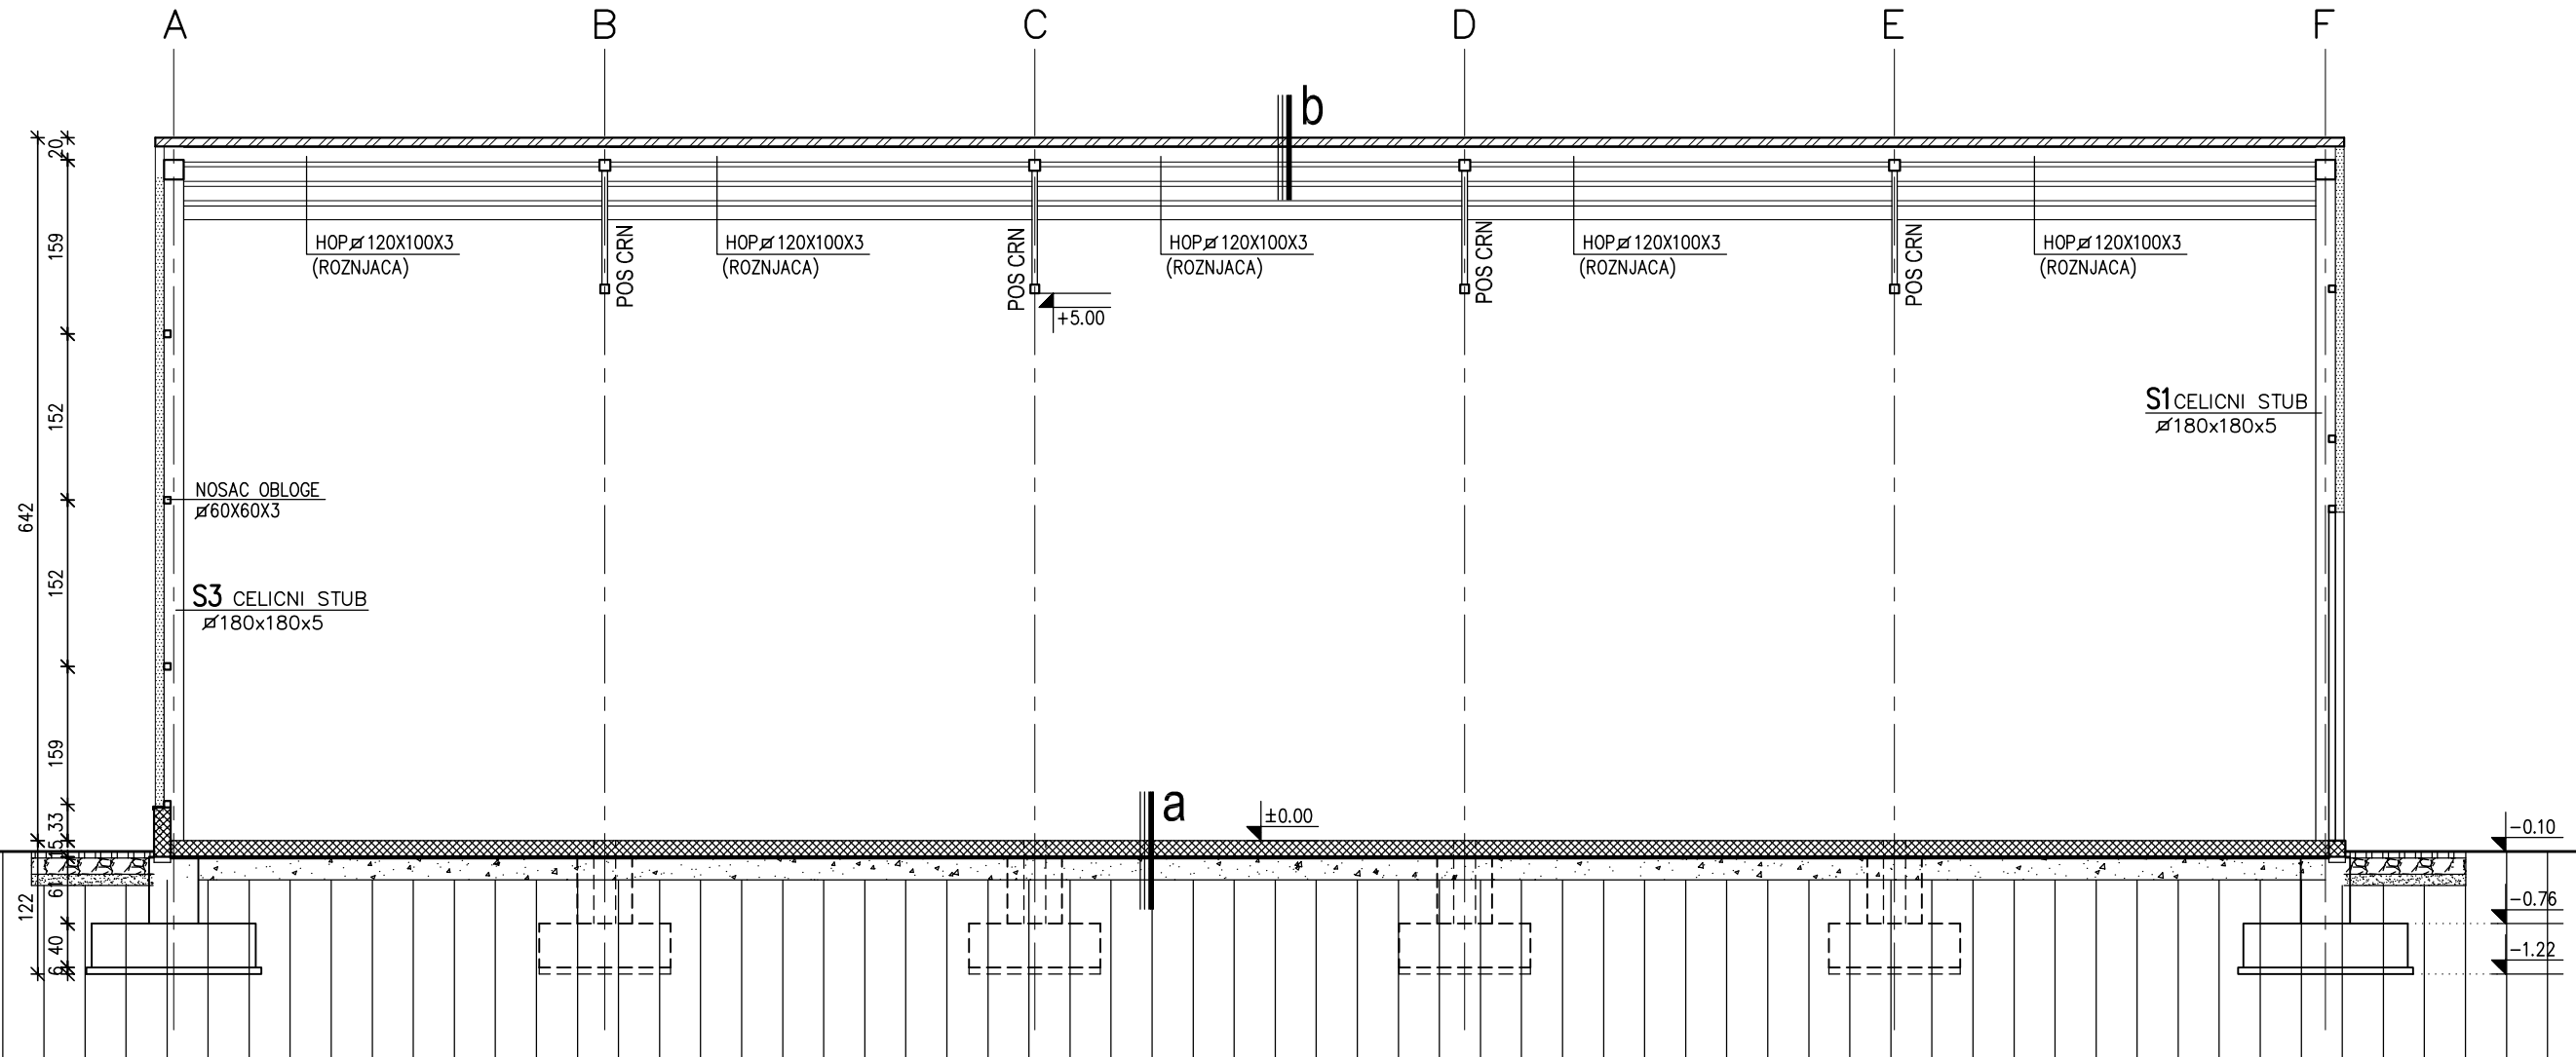 A B C D E F
b
20
159
152
642
152
159
33
15
61
122
40
6
HOP 120X100X3
(ROZNJACA)
POS CRN
HOP 120X100X3
(ROZNJACA)
POS CRN
+5.00
HOP 120X100X3
(ROZNJACA)
POS CRN
HOP 120X100X3
(ROZNJACA)
POS CRN
HOP 120X100X3
(ROZNJACA)
S1 CELICNI STUB
180x180x5
NOSAC OBLOGE
60X60X3
S3 CELICNI STUB
180x180x5
a
±0.00
-0.10
-0.76
-1.22